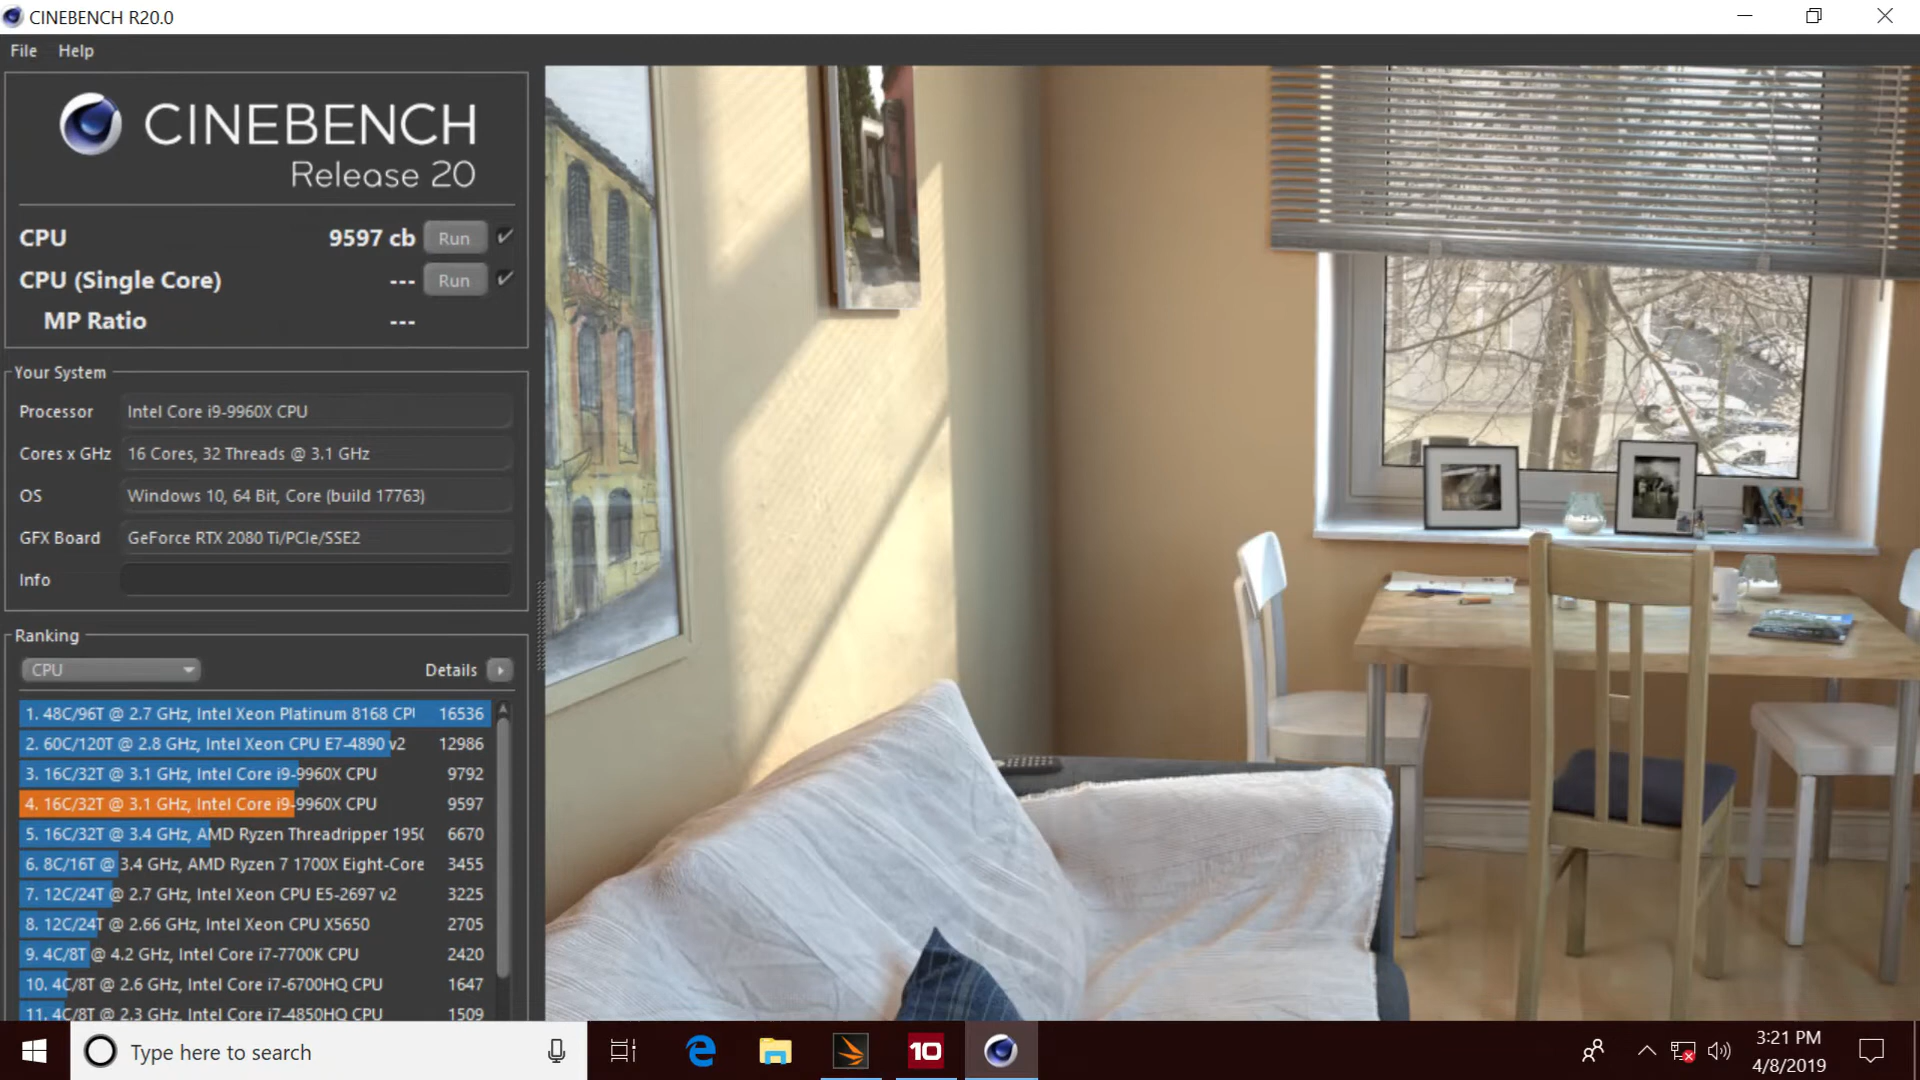 CINEBENCH R20.0
File Help
CINEBENCH
Release 20
CPU 9597 cb Run
CPU (Single Core) --- Run
MP Ratio ---
Your System
Processor Intel Core i9-9960X CPU
Cores x GHz 16 Cores, 32 Threads @ 3.1 GHz
OS Windows 10, 64 Bit, Core (build 17763)
GFX Board GeForce RTX 2080 Ti/PCIe/SSE2
Info
Ranking
CPU Details
1. 48C/96T @ 2.7 GHz, Intel Xeon Platinum 8168 CPU 16536
2. 60C/120T @ 2.8 GHz, Intel Xeon CPU E7-4890 v2 12986
3. 16C/32T @ 3.1 GHz, Intel Core i9-9960X CPU 9792
4. 16C/32T @ 3.1 GHz, Intel Core i9-9960X CPU 9597
5. 16C/32T @ 3.4 GHz, AMD Ryzen Threadripper 1950 6670
6. 8C/16T @ 3.4 GHz, AMD Ryzen 7 1700X Eight-Core 3455
7. 12C/24T @ 2.7 GHz, Intel Xeon CPU E5-2697 v2 3225
8. 12C/24T @ 2.66 GHz, Intel Xeon CPU X5650 2705
9. 4C/8T @ 4.2 GHz, Intel Core i7-7700K CPU 2420
10. 4C/8T @ 2.6 GHz, Intel Core i7-6700HQ CPU 1647
11. 4C/8T @ 2.3 GHz, Intel Core i7-4850HQ CPU 1509
Type here to search
10
3:21 PM
4/8/2019